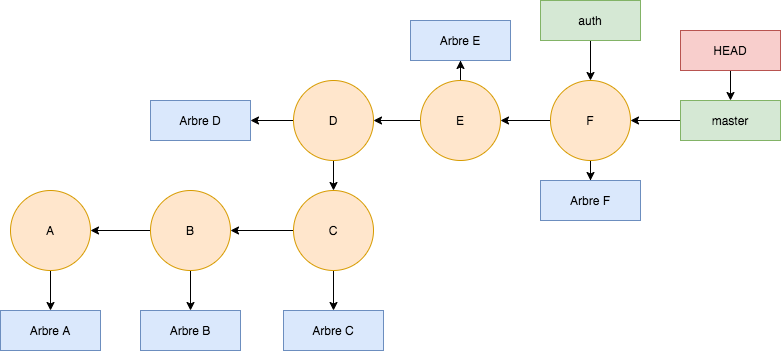 auth
Arbre E
HEAD
Arbre D
D
E
F
master
Arbre F
A
B
C
Arbre A
Arbre B
Arbre C